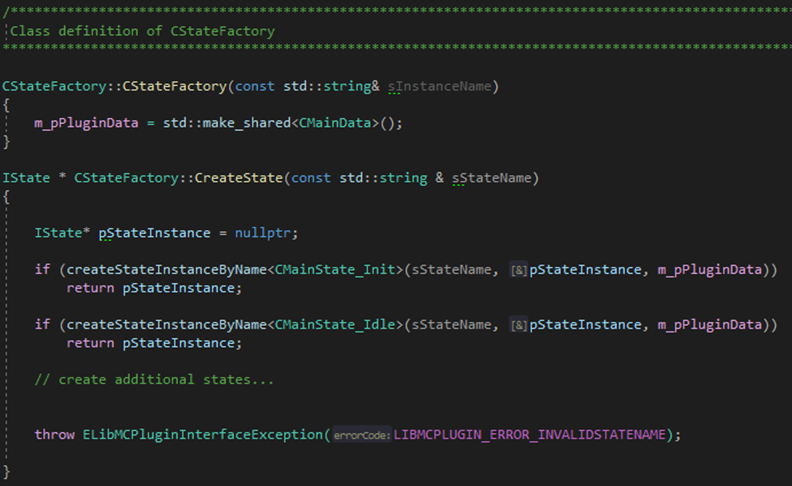 /*************************************************************************************************
Class definition of CStateFactory
**************************************************************************************************
CStateFactory::CStateFactory(const std::string& sInstanceName)
{
m_pPluginData = std::make_shared<CMainData>();
}
IState * CStateFactory::CreateState(const std::string & sStateName)
{
IState* pStateInstance = nullptr;
if (createStateInstanceByName<CMainState_Init>(sStateName, [&]pStateInstance, m_pPluginData))
return pStateInstance;
if (createStateInstanceByName<CMainState_Idle>(sStateName, [&]pStateInstance, m_pPluginData))
return pStateInstance;
// create additional states...
throw ELibMCPluginInterfaceException(errorCode:LIBMCPLUGIN_ERROR_INVALIDSTATENAME);
}